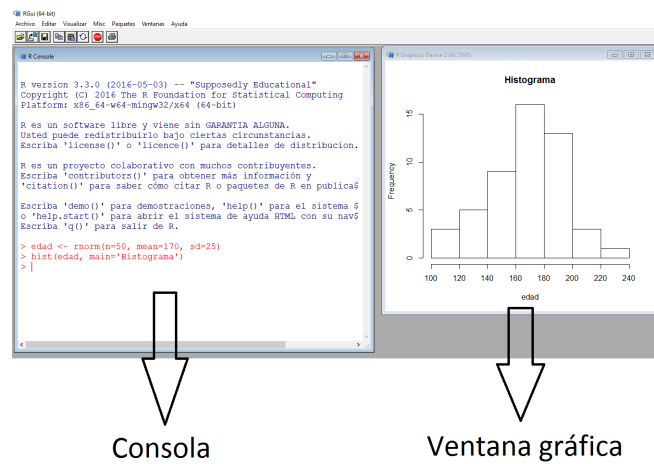 RGui (64-bit)
Archivo Editar Visualizar Misc Paquetes Ventanas Ayuda
R Console
R version 3.3.0 (2016-05-03) -- "Supposedly Educational"
Copyright (C) 2016 The R Foundation for Statistical Computing
Platform: x86_64-w64-mingw32/x64 (64-bit)
R es un software libre y viene sin GARANTIA ALGUNA.
Usted puede redistribuirlo bajo ciertas circunstancias.
Escriba 'license()' o 'licence()' para detalles de distribucion.
R es un proyecto colaborativo con muchos contribuyentes.
Escriba 'contributors()' para obtener más información y
'citation()' para saber cómo citar R o paquetes de R en publica$
Escriba 'demo()' para demostraciones, 'help()' para el sistema $
o 'help.start()' para abrir el sistema de ayuda HTML con su nav$
Escriba 'q()' para salir de R.
> edad <- rnorm(n=50, mean=170, sd=25)
> hist(edad, main='Histograma')
>
R Graphics: Device 2 (ACTIVE)
Histograma
Frequency
15
10
5
0
100 120 140 160 180 200 220 240
edad
Consola
Ventana gráfica